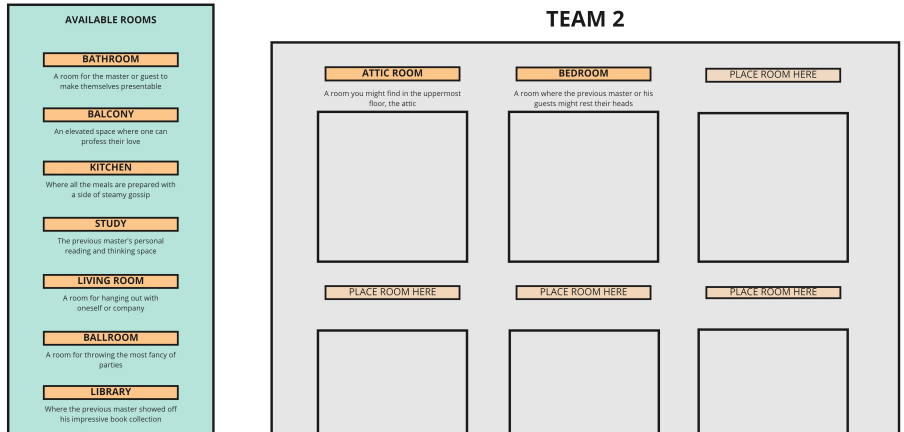 AVAILABLE ROOMS
BATHROOM
A room for the master or guest to
make themselves presentable
BALCONY
An elevated space where one can
profess their love
KITCHEN
Where all the meals are prepared with
a side of steamy gossip
STUDY
The previous master's personal
reading and thinking space
LIVING ROOM
A room for hanging out with
oneself or company
BALLROOM
A room for throwing the most fancy of
parties
LIBRARY
Where the previous master showed off
his impressive book collection
TEAM 2
ATTIC ROOM
A room you might find in the uppermost
floor, the attic
BEDROOM
A room where the previous master or his
guests might rest their heads
PLACE ROOM HERE
PLACE ROOM HERE
PLACE ROOM HERE
PLACE ROOM HERE